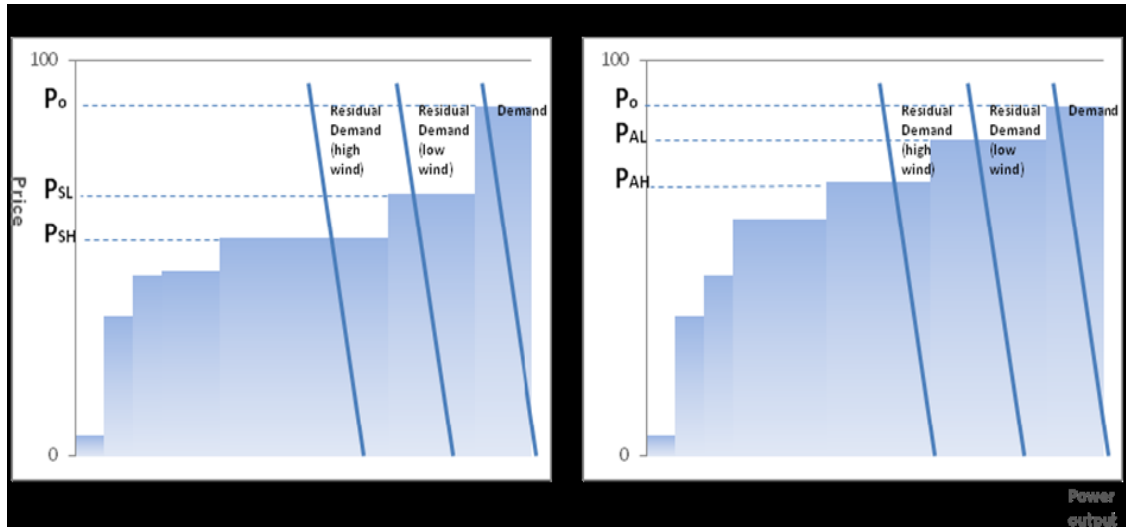 100
Po
PSL
PSH
0
Price
Residual
Demand
(high
wind)
Residual
Demand
(low
wind)
Demand
100
Po
PAL
PAH
0
Residual
Demand
(high
wind)
Residual
Demand
(low
wind)
Demand
Power
output